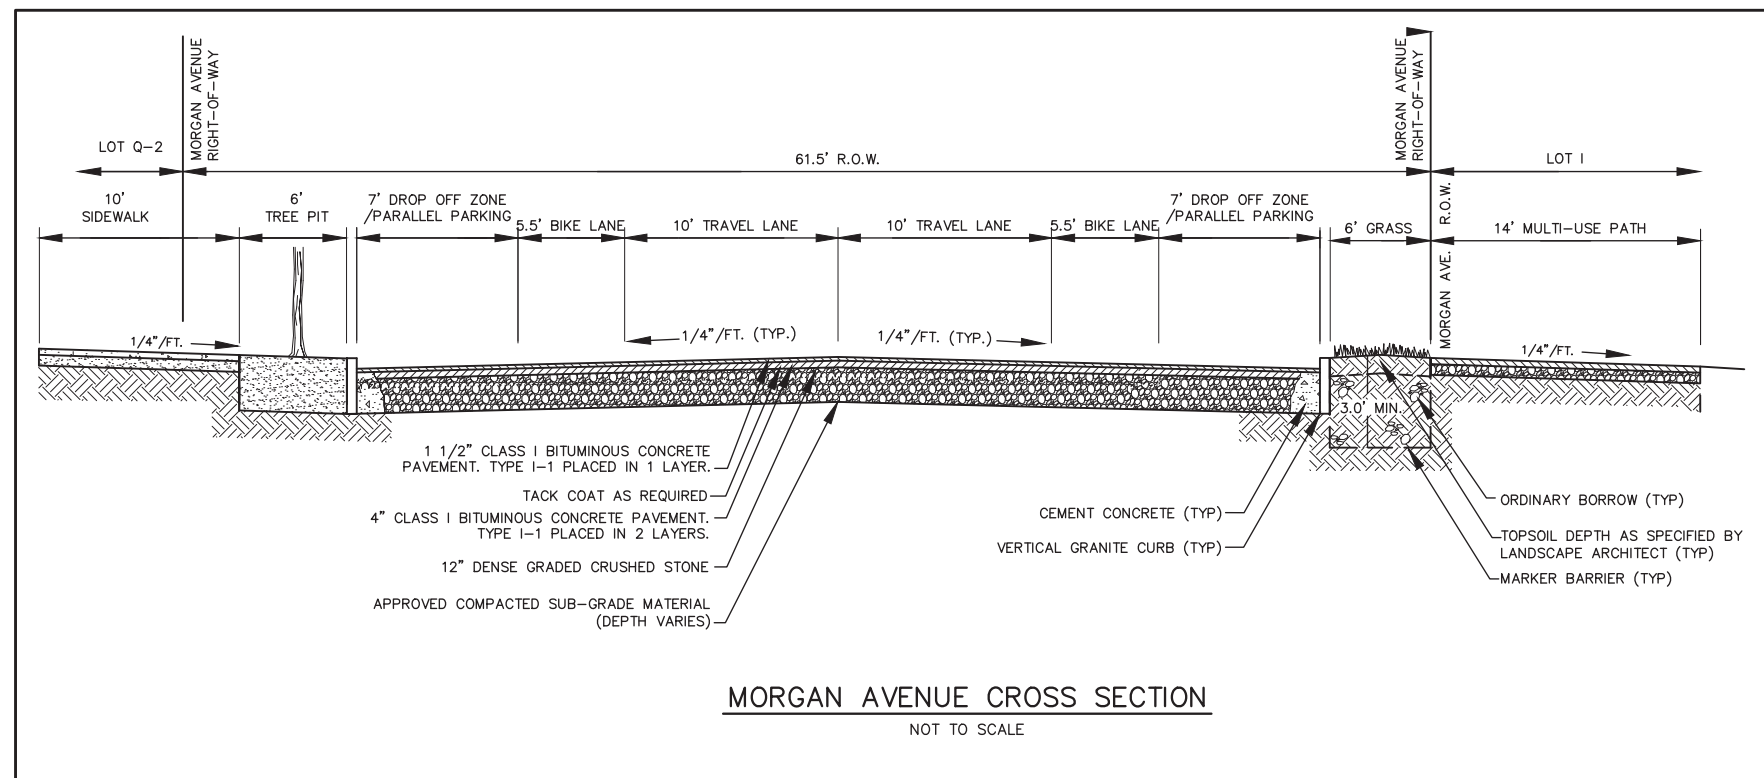 MORGAN AVENUE
RIGHT-OF-WAY
MORGAN AVENUE
RIGHT-OF-WAY
LOT Q-2
61.5' R.O.W.
LOT I
10'
SIDEWALK
6'
TREE PIT
7' DROP OFF ZONE
/PARALLEL PARKING
5.5' BIKE LANE
10' TRAVEL LANE
10' TRAVEL LANE
5.5' BIKE LANE
7' DROP OFF ZONE
/PARALLEL PARKING
6' GRASS
MORGAN AVE. R.O.W.
14' MULTI-USE PATH
1/4"/FT.
1/4"/FT. (TYP.)
1/4"/FT. (TYP.)
1/4"/FT.
3.0' MIN.
1 1/2" CLASS I BITUMINOUS CONCRETE
PAVEMENT. TYPE I-1 PLACED IN 1 LAYER.
TACK COAT AS REQUIRED
4" CLASS I BITUMINOUS CONCRETE PAVEMENT.
TYPE I-1 PLACED IN 2 LAYERS.
12" DENSE GRADED CRUSHED STONE
APPROVED COMPACTED SUB-GRADE MATERIAL
(DEPTH VARIES)
CEMENT CONCRETE (TYP)
VERTICAL GRANITE CURB (TYP)
ORDINARY BORROW (TYP)
TOPSOIL DEPTH AS SPECIFIED BY
LANDSCAPE ARCHITECT (TYP)
MARKER BARRIER (TYP)
MORGAN AVENUE CROSS SECTION
NOT TO SCALE